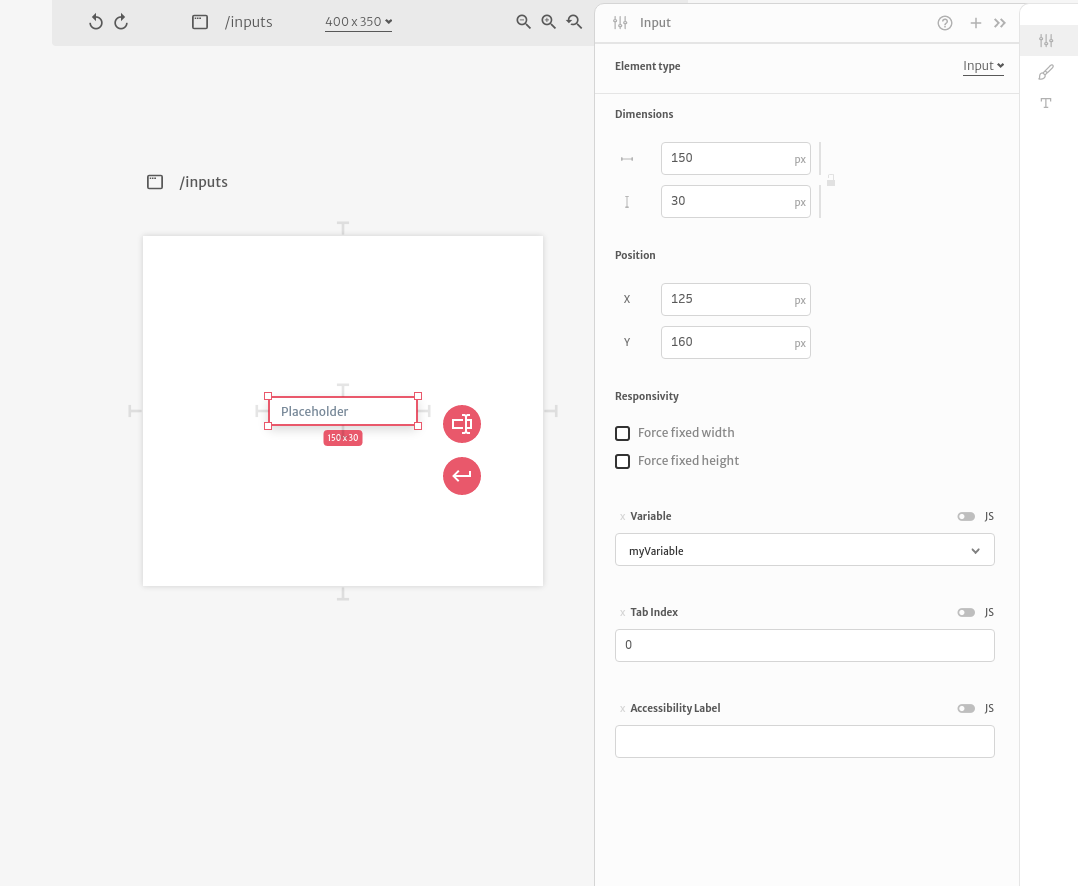 /inputs 400 x 350
/inputs
Placeholder
150 x 30
Input
Element type Input
Dimensions
150 px
30 px
Position
X 125 px
Y 160 px
Responsivity
Force fixed width
Force fixed height
x Variable JS
myVariable
x Tab Index JS
0
x Accessibility Label JS
T